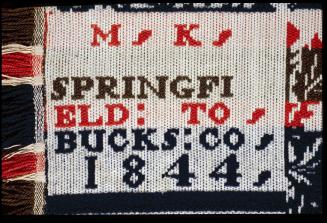 M, K,
SPRINGFI
ELD: TO,
BUCKS:CO,
1844,